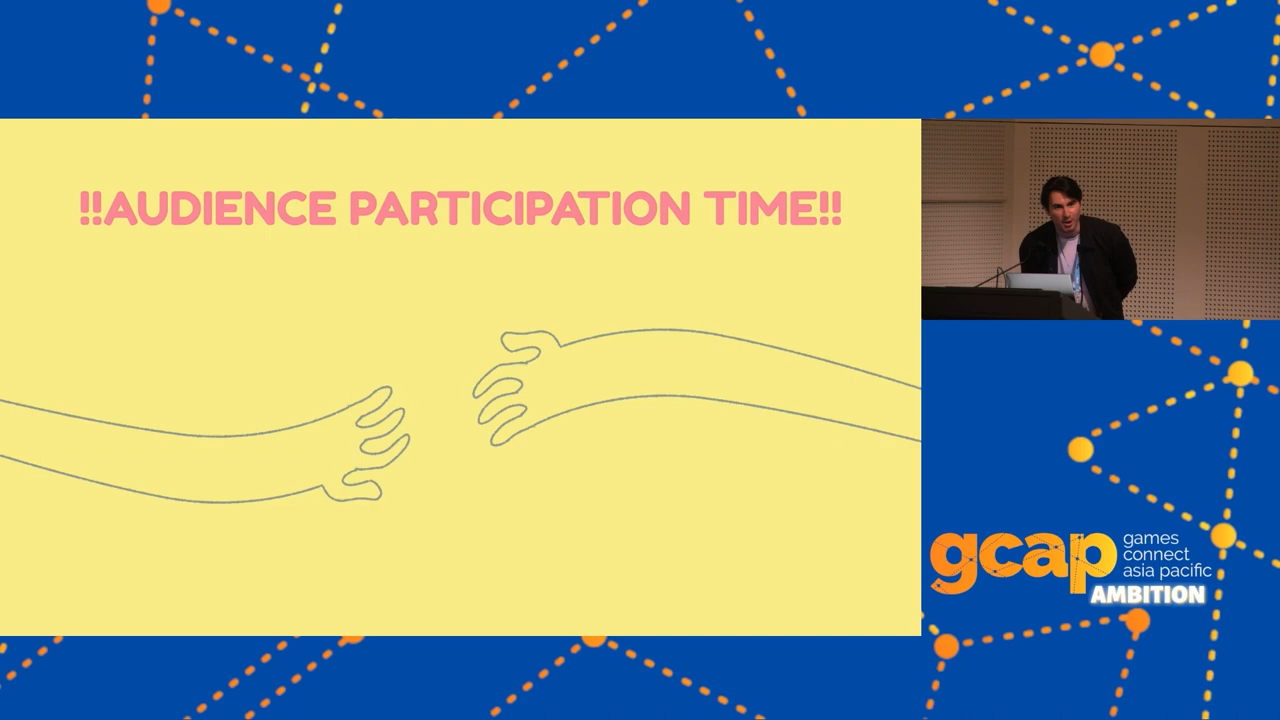 !!AUDIENCE PARTICIPATION TIME!!
gcap
games
connect
asia pacific
AMBITION